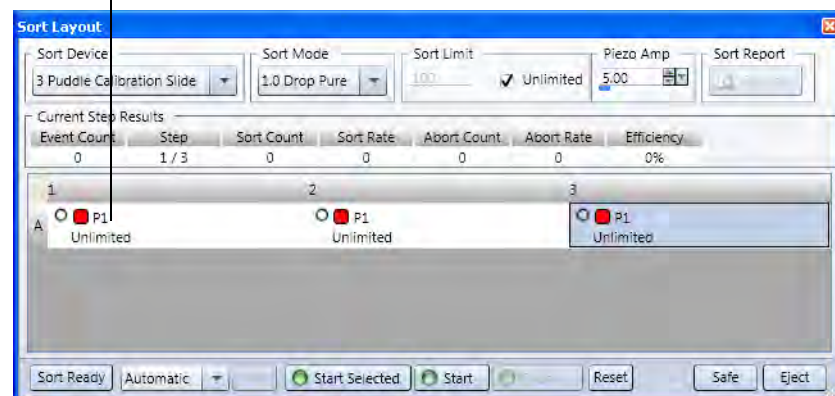 Sort Layout
Sort Device Sort Mode Sort Limit Piezo Amp Sort Report
3 Puddle Calibration Slide 1.0 Drop Pure 100 Unlimited 5.00
Current Step Results
Event Count Step Sort Count Sort Rate Abort Count Abort Rate Efficiency
0 1 / 3 0 0 0 0 0%
1 2 3
A P1 P1 P1
Unlimited Unlimited Unlimited
Sort Ready Automatic Start Selected Start Reset Safe Eject